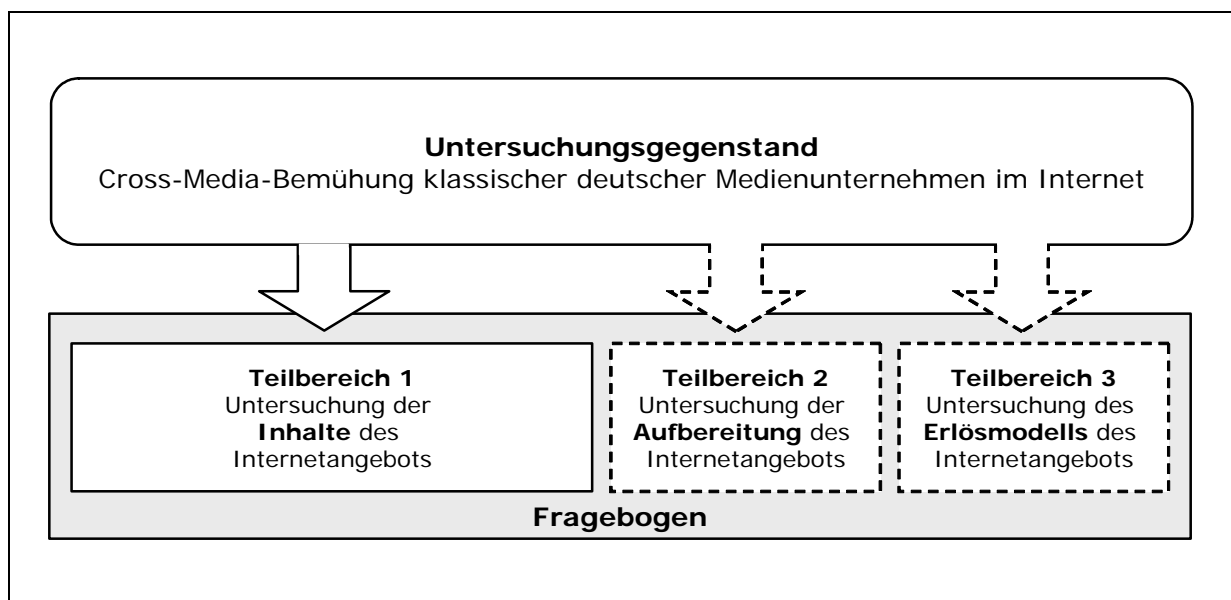 Untersuchungsgegenstand
Cross-Media-Bemühung klassischer deutscher Medienunternehmen im Internet
Teilbereich 1
Untersuchung der
Inhalte des
Internetangebots
Teilbereich 2
Untersuchung der
Aufbereitung des
Internetangebots
Teilbereich 3
Untersuchung des
Erlösmodells des
Internetangebots
Fragebogen